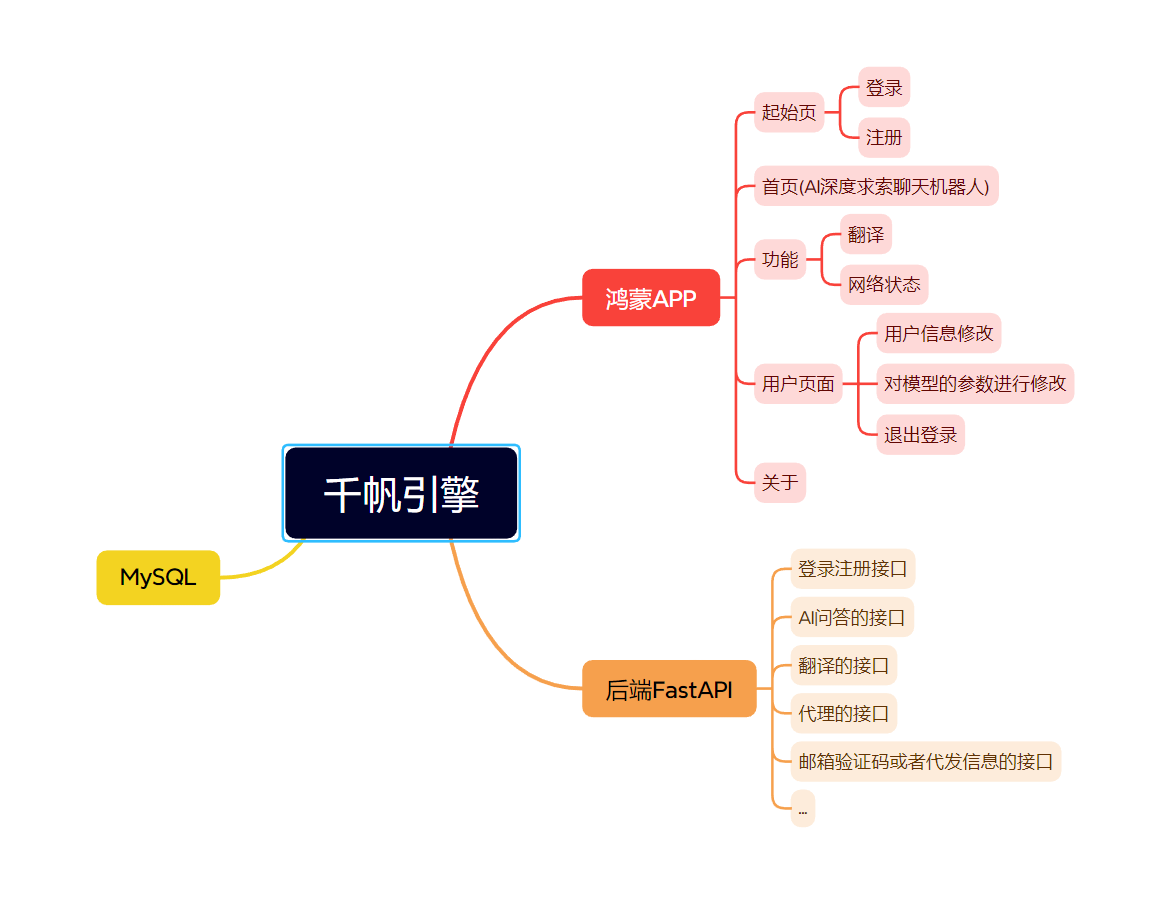 千帆引擎
鸿蒙APP
起始页
登录
注册
首页(AI深度求索聊天机器人)
功能
翻译
网络状态
用户页面
用户信息修改
对模型的参数进行修改
退出登录
关于
后端FastAPI
登录注册接口
AI问答的接口
翻译的接口
代理的接口
邮箱验证码或者代发信息的接口
...
MySQL